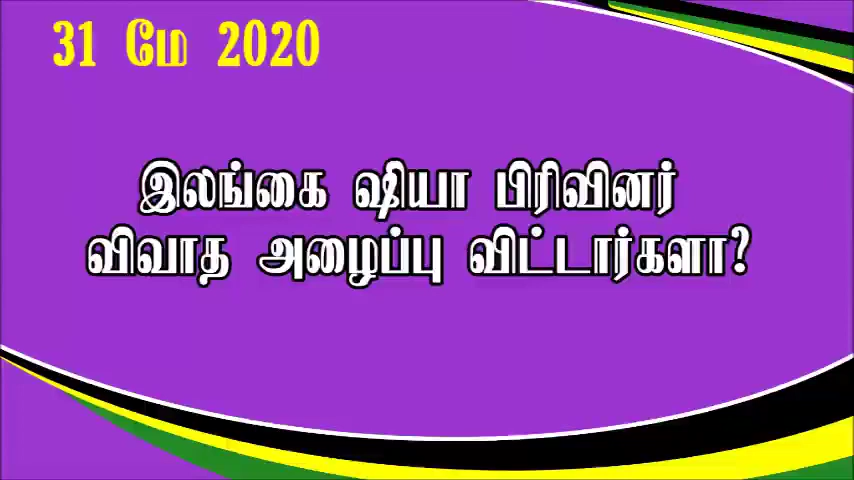 31 மே 2020
இலங்கை ஷியா பிரிவினர்
விவாத அழைப்பு விட்டார்களா?